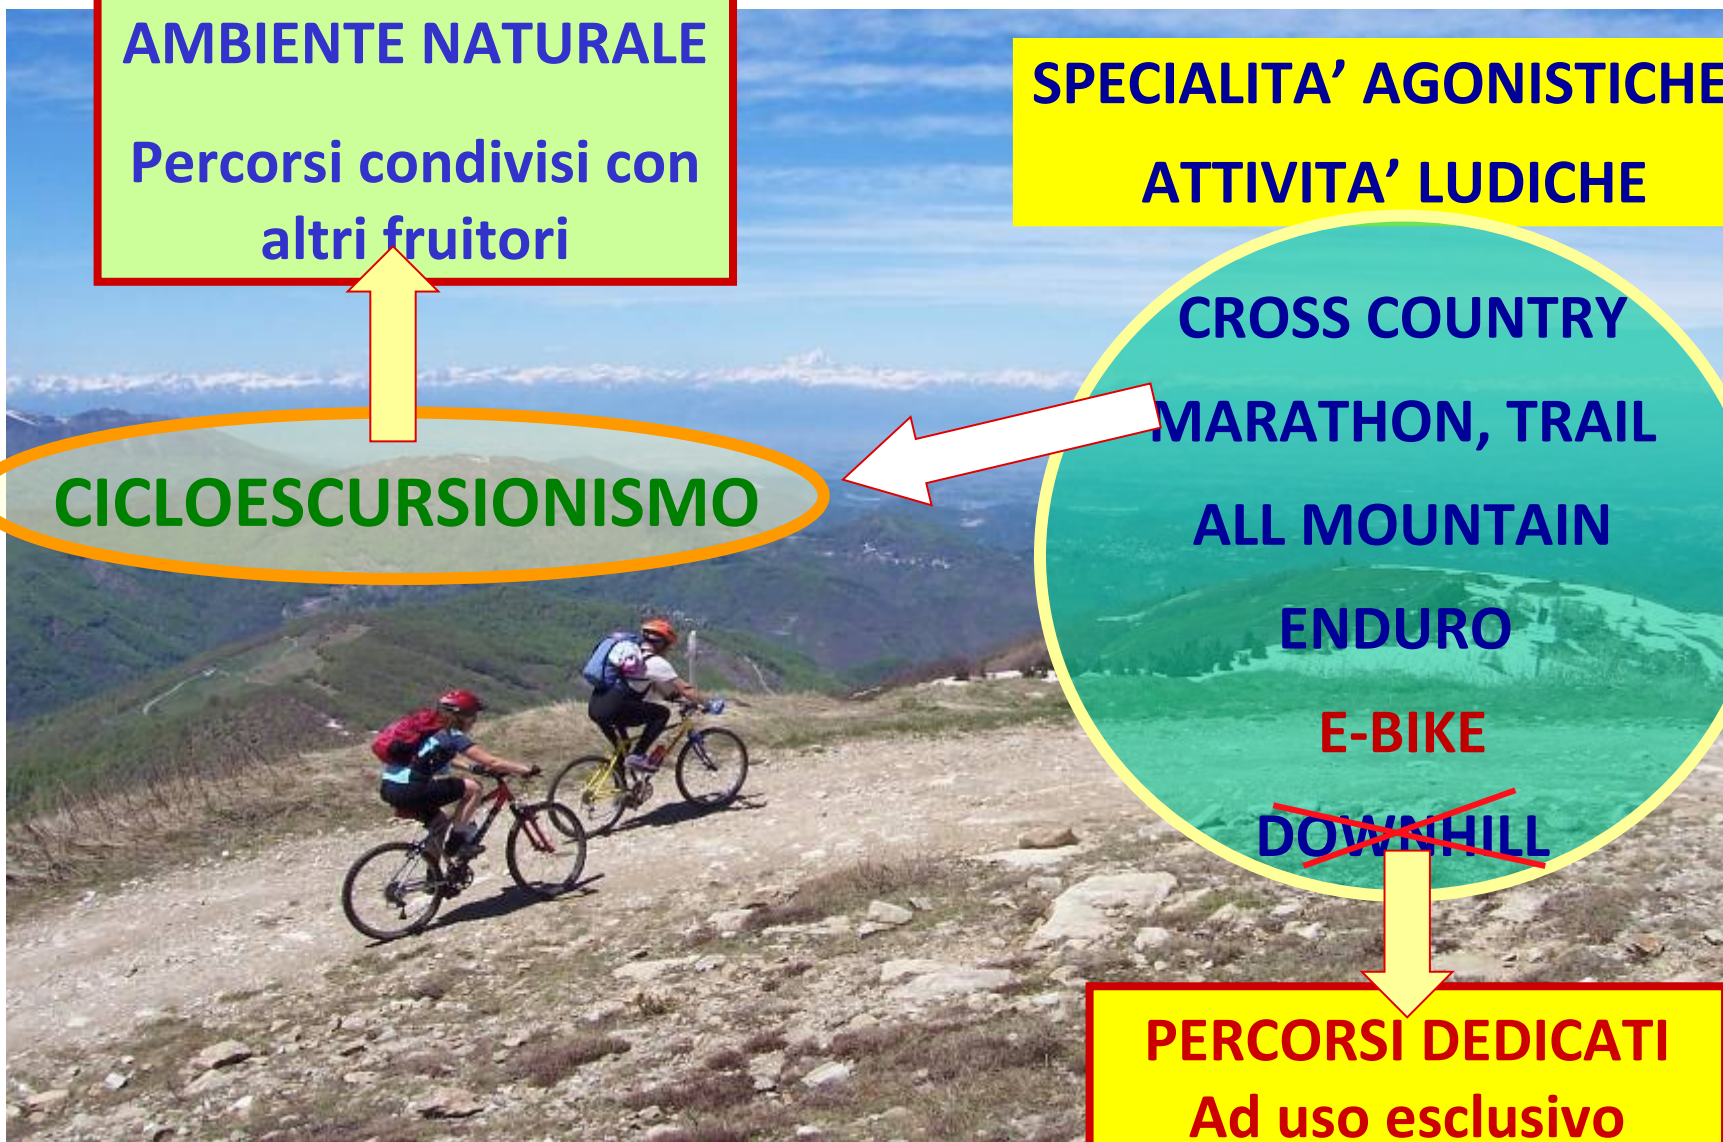 AMBIENTE NATURALE
Percorsi condivisi con
altri fruitori
SPECIALITA’ AGONISTICHE
ATTIVITA’ LUDICHE
CROSS COUNTRY
MARATHON, TRAIL
ALL MOUNTAIN
ENDURO
E-BIKE
DOWNHILL
CICLOESCURSIONISMO
PERCORSI DEDICATI
Ad uso esclusivo